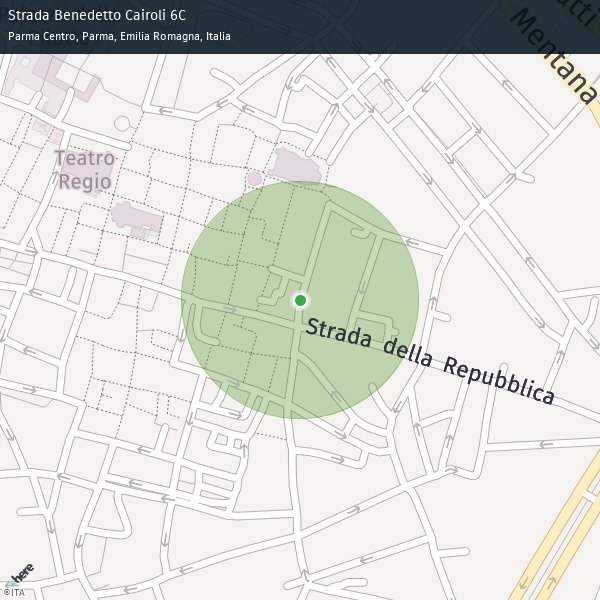 Strada Benedetto Cairoli 6C
Parma Centro, Parma, Emilia Romagna, Italia
Mentana
Teatro
Regio
Strada della Repubblica
here
©ITA